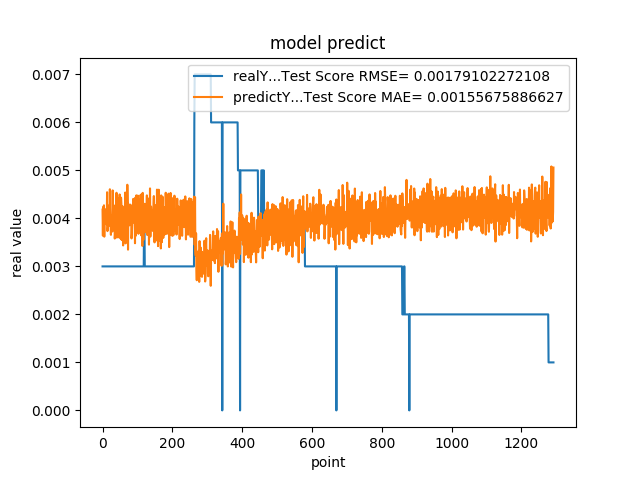 model predict
realY...Test Score RMSE= 0.00179102272108
predictY...Test Score MAE= 0.00155675886627
0.007
0.006
0.005
0.004
0.003
0.002
0.001
0.000
real value
0 200 400 600 800 1000 1200
point